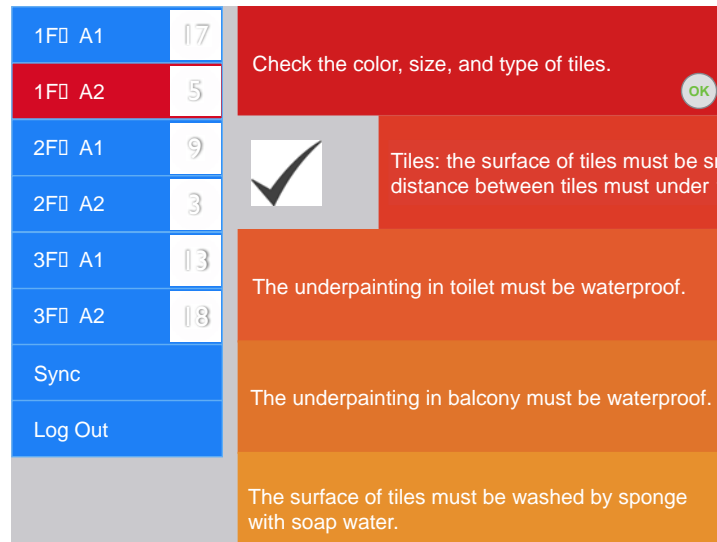 1F▯ A1 17
1F▯ A2 5
2F▯ A1 9
2F▯ A2 3
3F▯ A1 13
3F▯ A2 18
Sync
Log Out
Check the color, size, and type of tiles.
OK
Tiles: the surface of tiles must be
distance between tiles must under
The underpainting in toilet must be waterproof.
The underpainting in balcony must be waterproof.
The surface of tiles must be washed by sponge
with soap water.